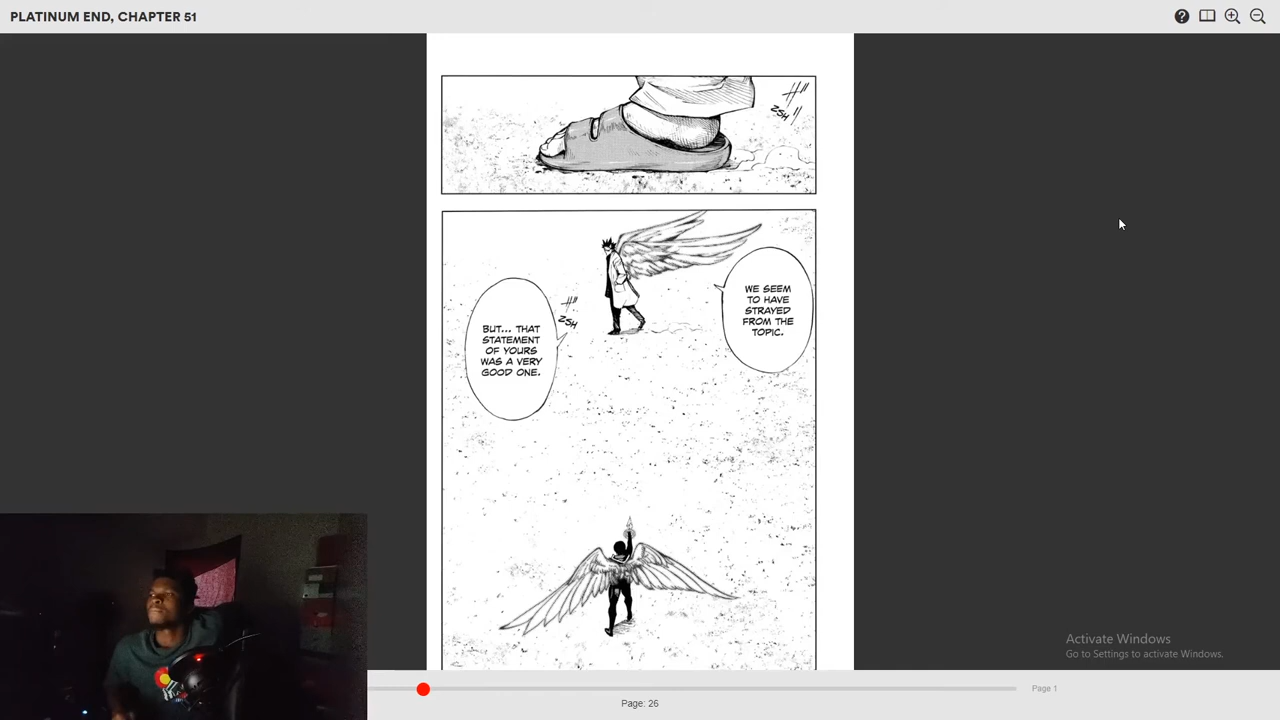 PLATINUM END, CHAPTER 51
ZSH
WE SEEM
TO HAVE
STRAYED
FROM THE
TOPIC.
ZSH
BUT... THAT
STATEMENT
OF YOURS
WAS A VERY
GOOD ONE.
Activate Windows
Go to Settings to activate Windows.
Page 1
Page: 26